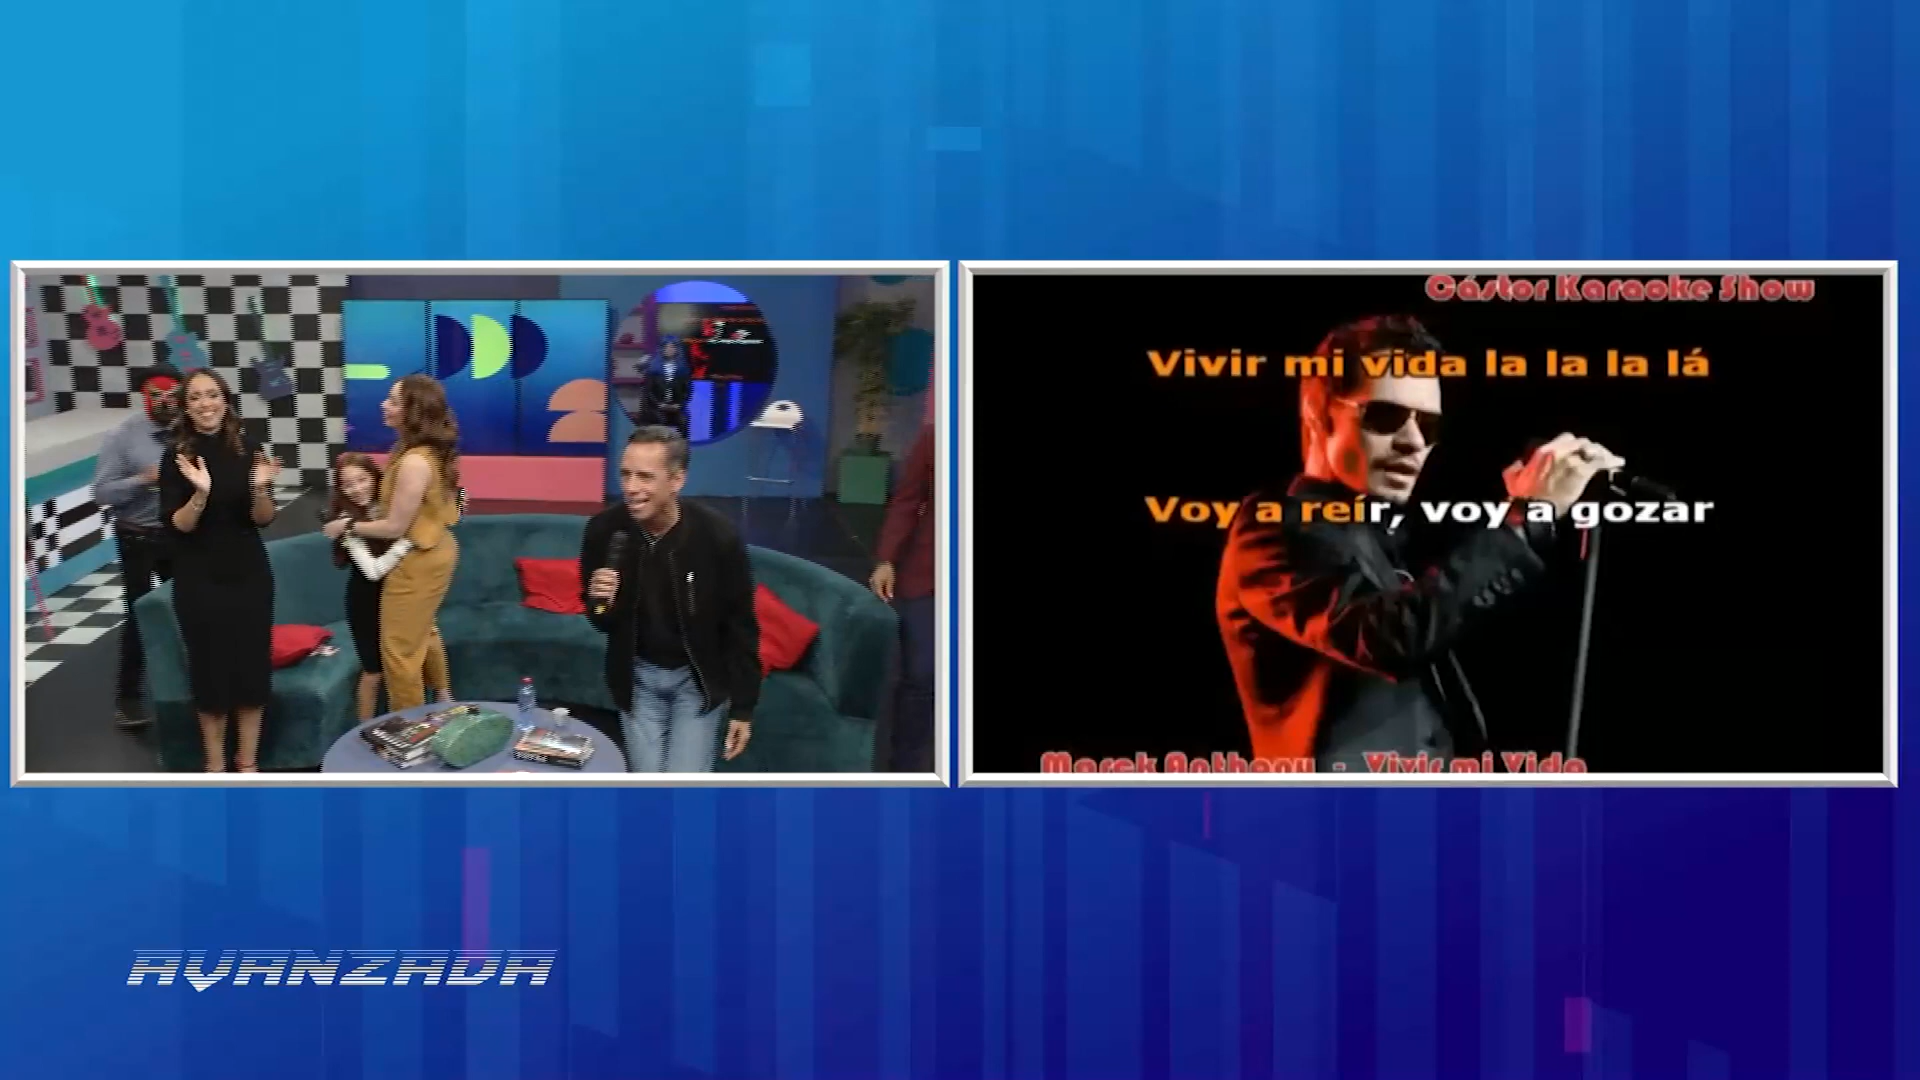 Cástor Karaoke Show
Vivir mi vida la la la lá
Voy a reír, voy a gozar
Marck Anthony - Vivir mi Vida
AVANZADA